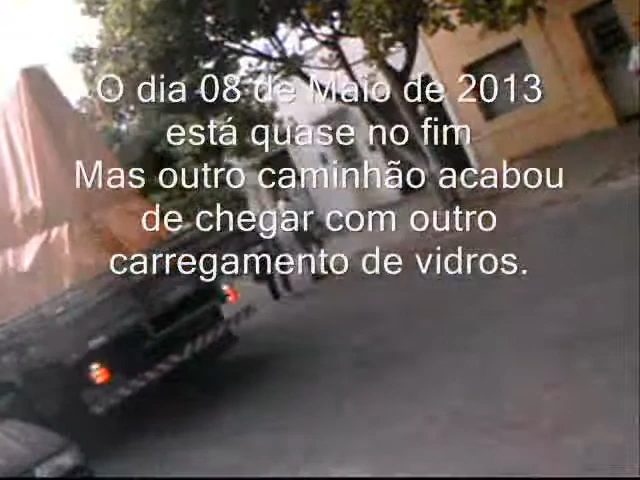 O dia 08 de Maio de 2013
está quase no fim
Mas outro caminhão acabou
de chegar com outro
carregamento de vidros.